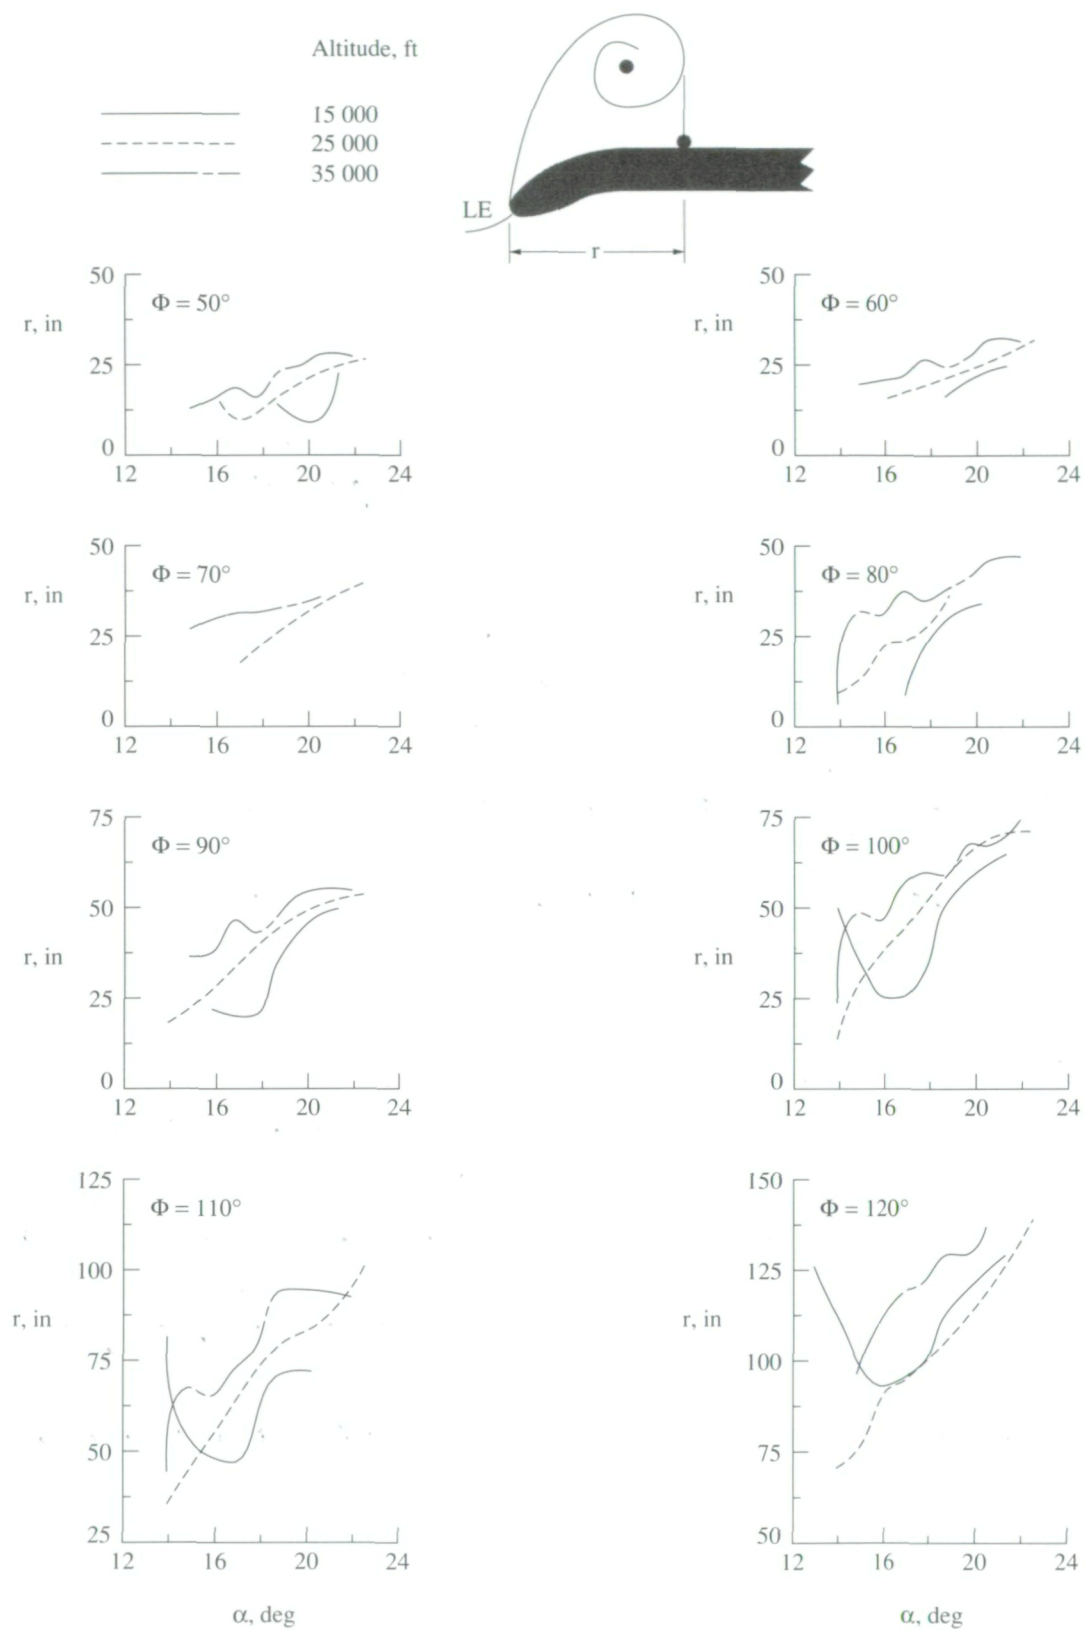 Altitude, ft
15 000
25 000
35 000
LE
r
50
Φ = 50°
r, in
25
0
12 16 20 24
50
Φ = 60°
r, in
25
0
12 16 20 24
50
Φ = 70°
r, in
25
0
12 16 20 24
50
Φ = 80°
r, in
25
0
12 16 20 24
75
Φ = 90°
50
r, in
25
0
12 16 20 24
75
Φ = 100°
50
r, in
25
0
12 16 20 24
125
Φ = 110°
100
r, in
75
50
25
12 16 20 24
α, deg
150
Φ = 120°
125
r, in
100
75
50
12 16 20 24
α, deg